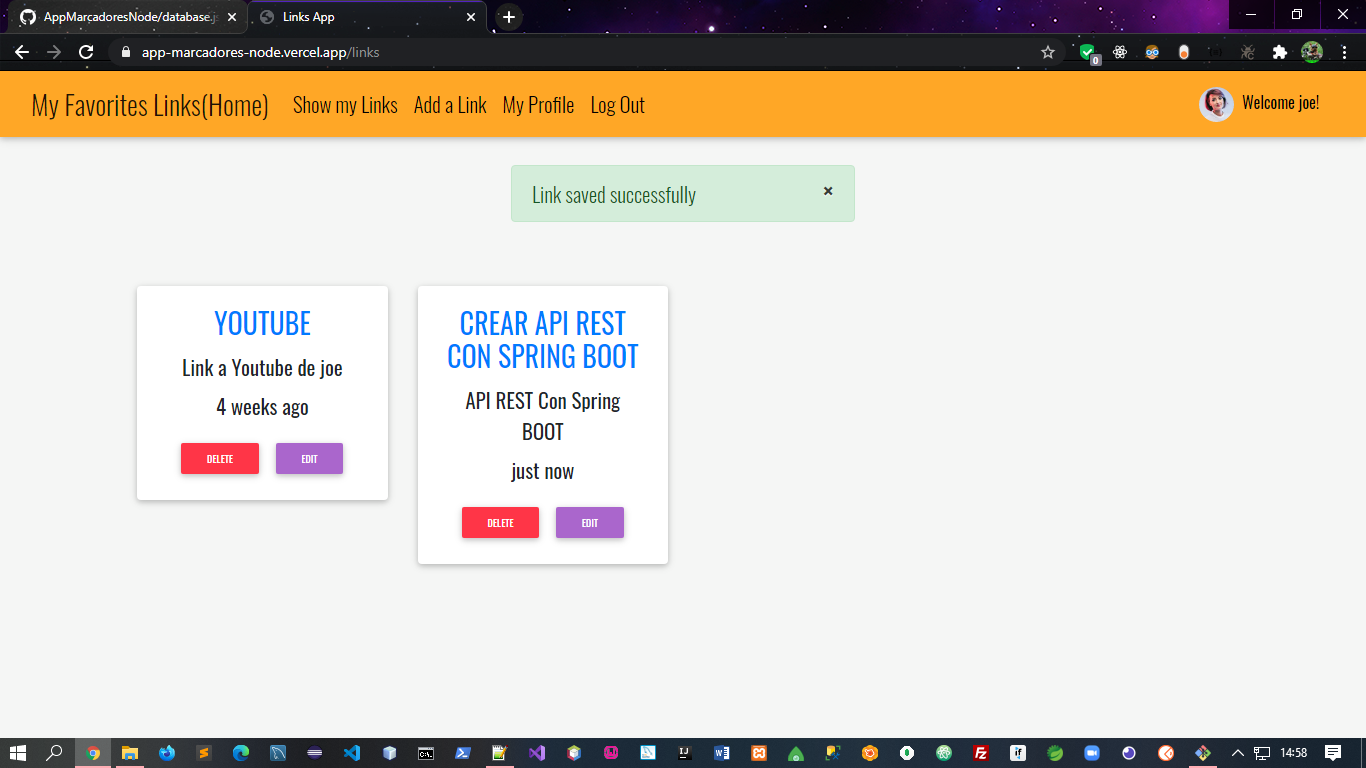 AppMarcadoresNode/database.js
Links App
app-marcadores-node.vercel.app/links
0
My Favorites Links(Home)
Show my Links
Add a Link
My Profile
Log Out
Welcome joe!
Link saved successfully
×
YOUTUBE
Link a Youtube de joe
4 weeks ago
DELETE
EDIT
CREAR API REST
CON SPRING BOOT
API REST Con Spring
BOOT
just now
DELETE
EDIT
14:58